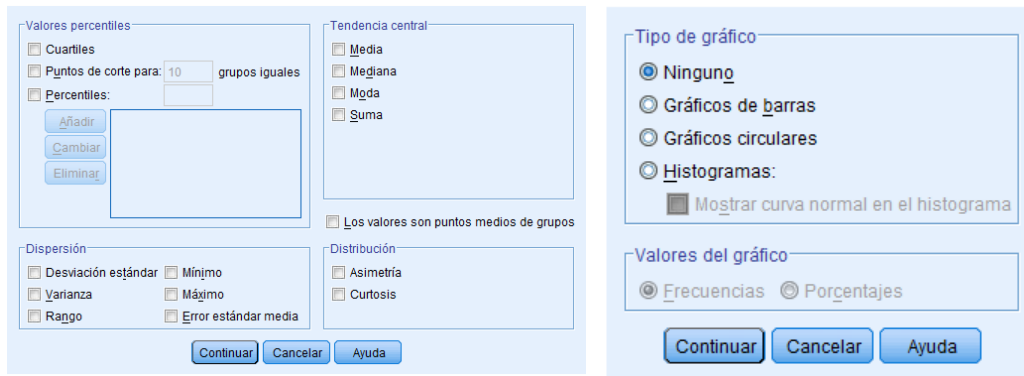 Valores percentiles
Cuartiles
Puntos de corte para: 10 grupos iguales
Percentiles:
Añadir
Cambiar
Eliminar
Tendencia central
Media
Mediana
Moda
Suma
Los valores son puntos medios de grupos
Dispersión
Desviación estándar Mínimo
Varianza Máximo
Rango Error estándar media
Distribución
Asimetría
Curtosis
Continuar Cancelar Ayuda
Tipo de gráfico
Ninguno
Gráficos de barras
Gráficos circulares
Histogramas:
Mostrar curva normal en el histograma
Valores del gráfico
Frecuencias Porcentajes
Continuar Cancelar Ayuda